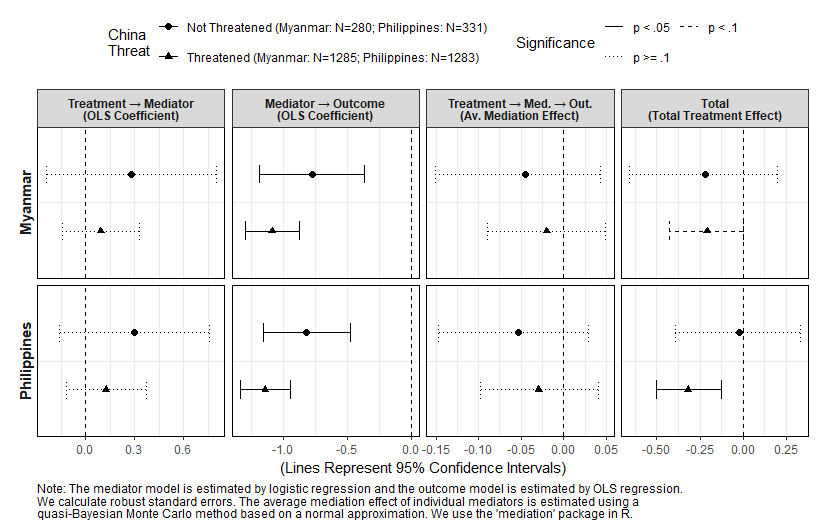 China
Threat
Not Threatened (Myanmar: N=280; Philippines: N=331)
Threatened (Myanmar: N=1285; Philippines: N=1283)
Significance
p < .05
p < .1
p >= .1
Treatment → Mediator
(OLS Coefficient)
Mediator → Outcome
(OLS Coefficient)
Treatment → Med. → Out.
(Av. Mediation Effect)
Total
(Total Treatment Effect)
Myanmar
Philippines
0.0 0.3 0.6
-1.0 -0.5 0.0
-0.15 -0.10 -0.05 0.00 0.05
-0.50 -0.25 0.00 0.25
(Lines Represent 95% Confidence Intervals)
Note: The mediator model is estimated by logistic regression and the outcome model is estimated by OLS regression.
We calculate robust standard errors. The average mediation effect of individual mediators is estimated using a
quasi-Bayesian Monte Carlo method based on a normal approximation. We use the 'mediation' package in R.